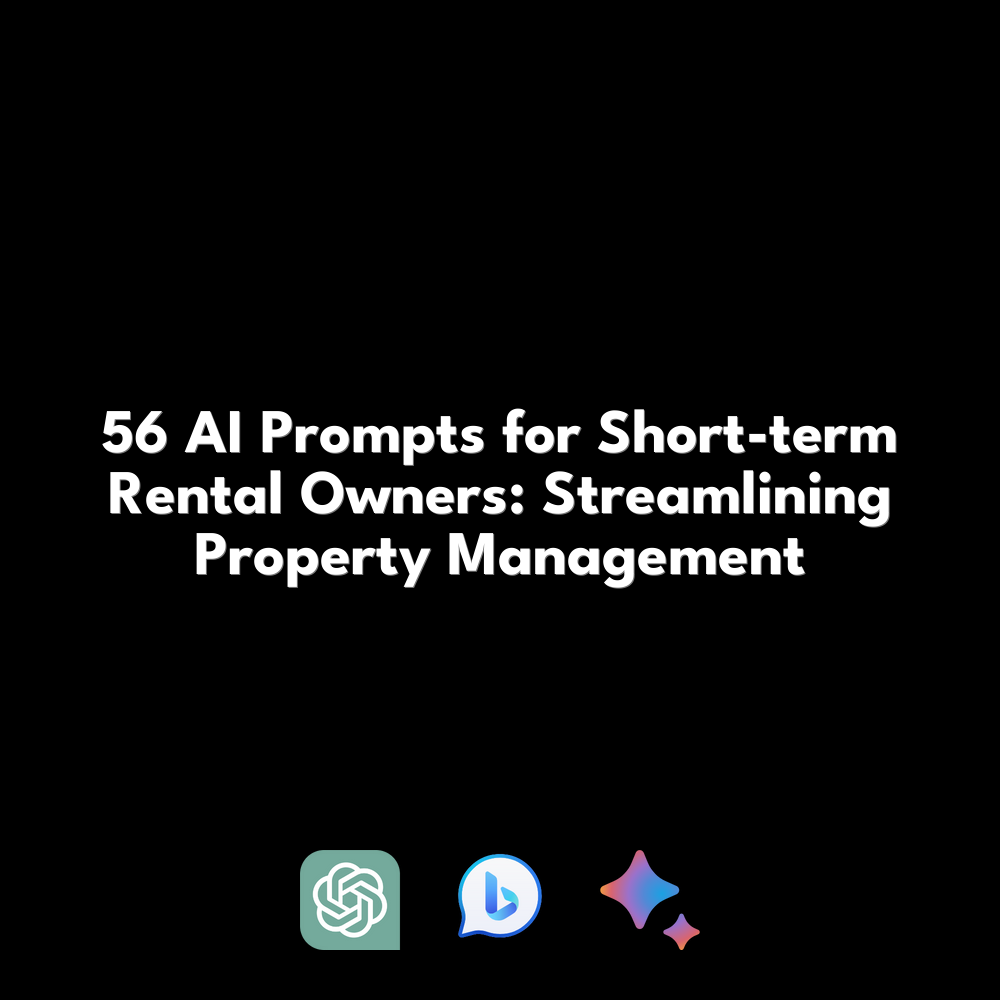 56 AI Prompts for Short-term
Rental Owners: Streamlining
Property Management